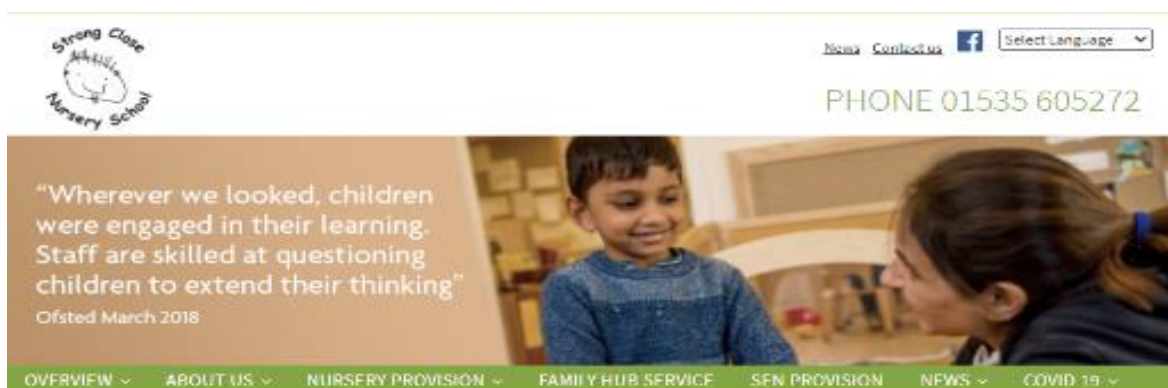 Strong Close
Nursery School
News Contact us Select Language
PHONE 01535 605272
“Wherever we looked, children
were engaged in their learning.
Staff are skilled at questioning
children to extend their thinking”
Ofsted March 2018
OVERVIEW ABOUT US NURSERY PROVISION FAMILY HUB SERVICE SEN PROVISION NEWS COVID 19